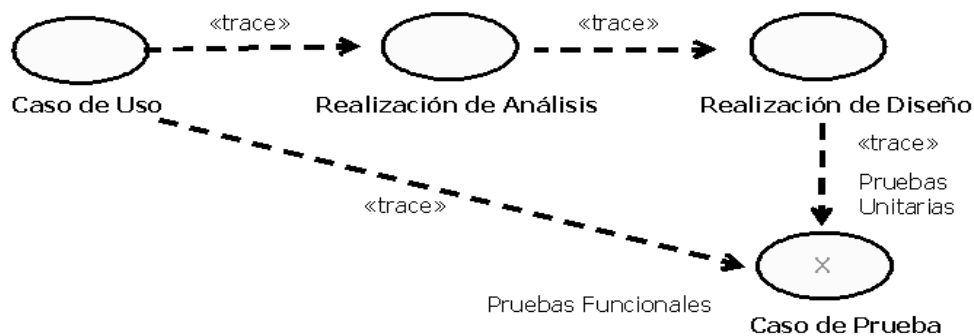 «trace»
«trace»
Caso de Uso
Realización de Análisis
Realización de Diseño
«trace»
Pruebas
Unitarias
«trace»
Pruebas Funcionales
Caso de Prueba